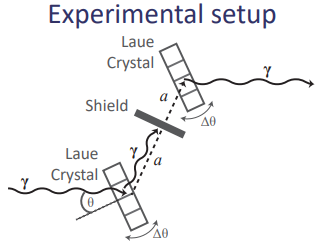 Experimental setup
Laue
Crystal
γ
a
Shield
Δθ
γ
a
Laue
Crystal
γ
θ
Δθ